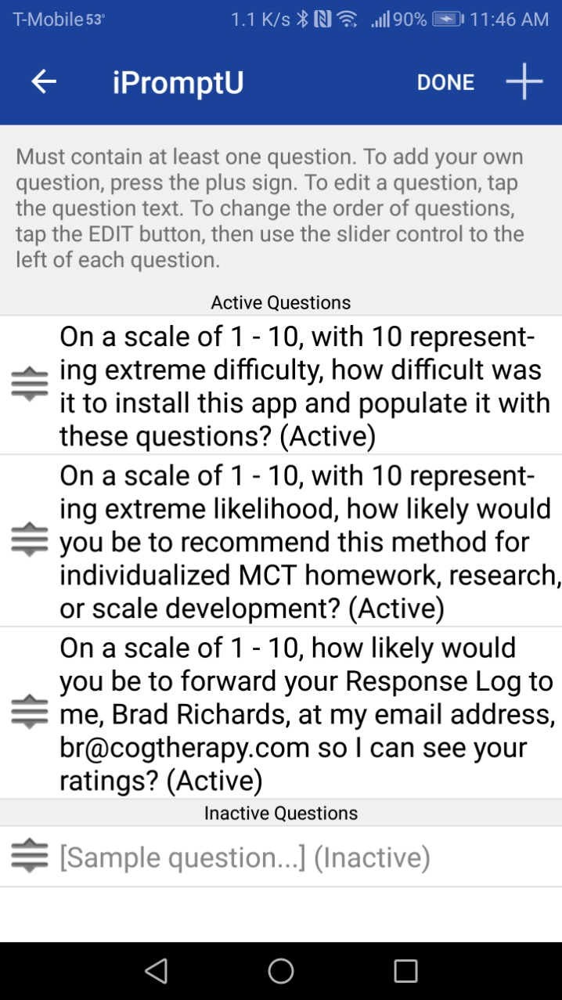 T-Mobile 53° 1.1 K/s 90% 11:46 AM
iPromptU DONE
Must contain at least one question. To add your own
question, press the plus sign. To edit a question, tap
the question text. To change the order of questions,
tap the EDIT button, then use the slider control to the
left of each question.
Active Questions
On a scale of 1 - 10, with 10 represent-
ing extreme difficulty, how difficult was
it to install this app and populate it with
these questions? (Active)
On a scale of 1 - 10, with 10 represent-
ing extreme likelihood, how likely would
you be to recommend this method for
individualized MCT homework, research,
or scale development? (Active)
On a scale of 1 - 10, how likely would
you be to forward your Response Log to
me, Brad Richards, at my email address,
br@cogtherapy.com so I can see your
ratings? (Active)
Inactive Questions
[Sample question...] (Inactive)